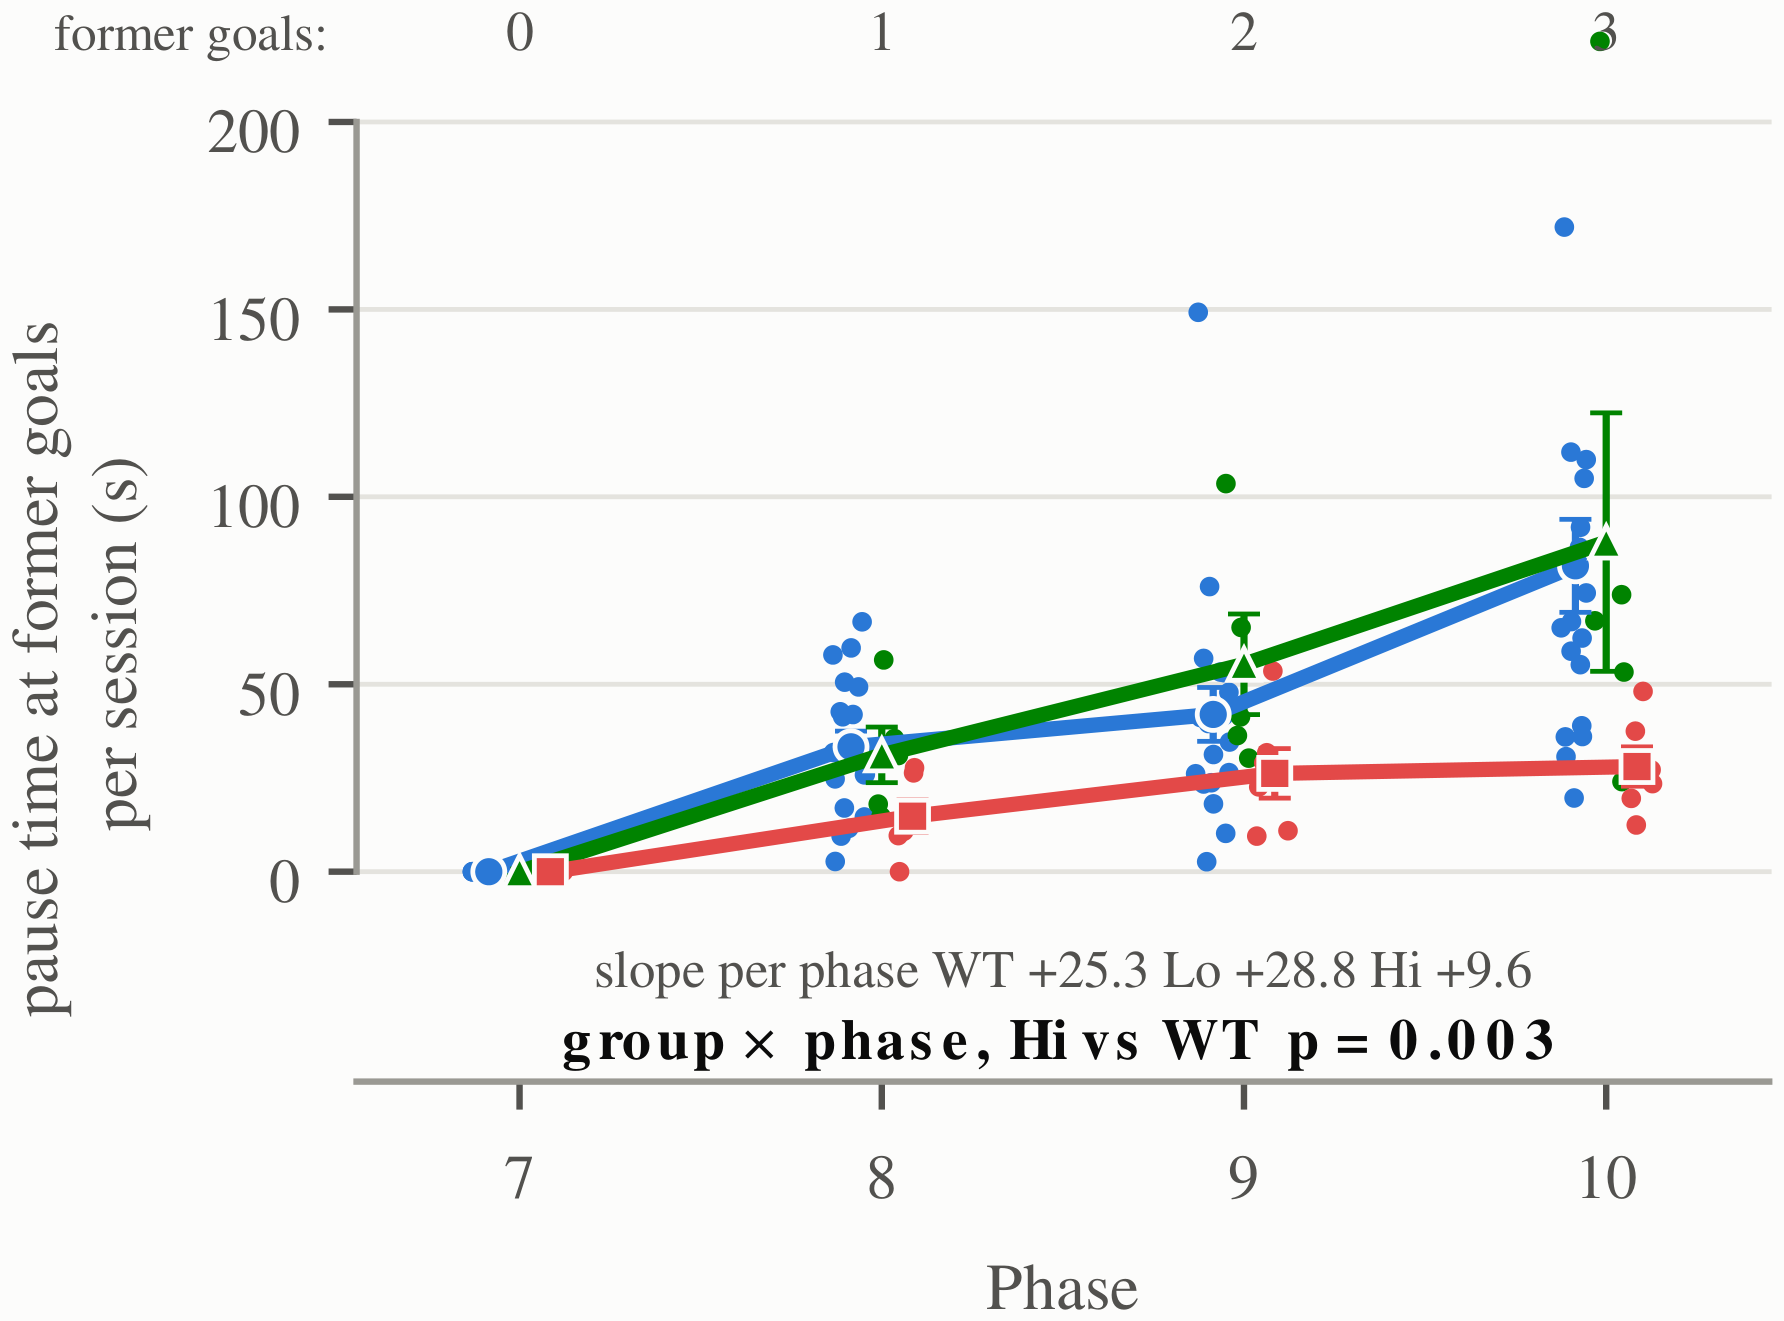 former goals: 0 1 2 3
200
150
100
50
0
pause time at former goals
per session (s)
slope per phase WT +25.3 Lo +28.8 Hi +9.6
group × phase, Hi vs WT p = 0.003
7 8 9 10
Phase